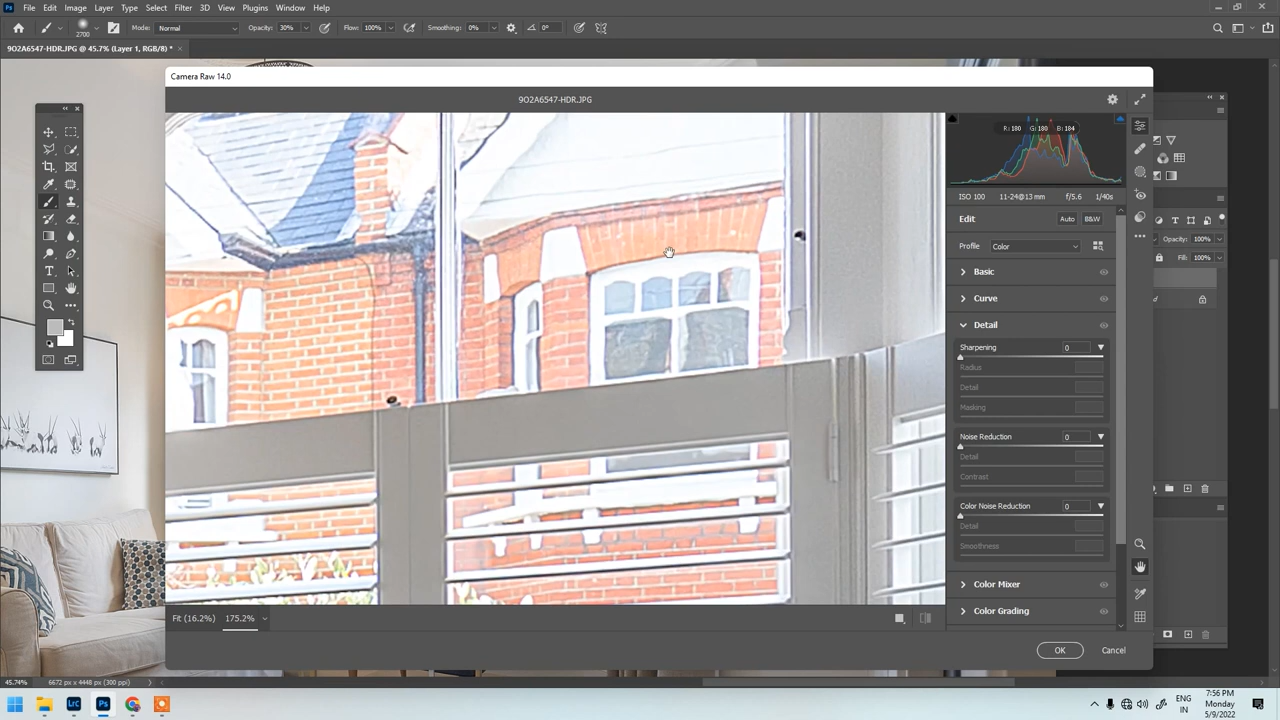 File Edit Image Layer Type Select Filter 3D View Plugins Window Help
2700 Mode: Normal Opacity: 30% Flow: 100% Smoothing: 0% 0°
9O2A6547-HDR.JPG @ 45.7% (Layer 1, RGB/8) *
Camera Raw 14.0
9O2A6547-HDR.JPG
R: 180 G: 180 B: 184
ISO 100 11-24@13 mm f/5.6 1/40s
Edit Auto B&W
Profile Color
Basic
Curve
Detail
Sharpening 0
Radius
Detail
Masking
Noise Reduction 0
Detail
Contrast
Color Noise Reduction 0
Detail
Smoothness
Color Mixer
Color Grading
Opacity: 100%
Fill: 100%
Fit (16.2%) 175.2%
OK Cancel
45.74% 6672 px x 4448 px (300 ppi)
Lrc Ps
ENG
IN
7:56 PM
Monday
5/9/2022